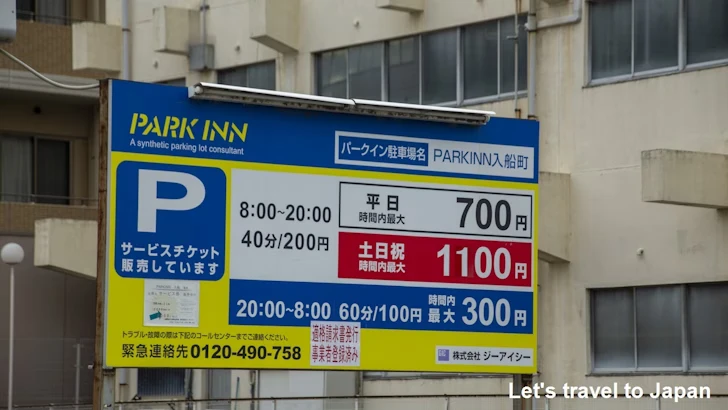 PARK INN
A synthetic parking lot consultant
パークイン駐車場名 PARKINN入船町
P
サービスチケット
販売しています
8:00~20:00
40分/200円
平日
時間内最大
700円
土日祝
時間内最大
1100円
20:00~8:00 60分/100円 時間内最大 300円
トラブル・故障の際は下記のコールセンターまでご連絡ください。
緊急連絡先 0120-490-758
適格請求書発行
事業者登録済み
株式会社 ジーアイシー
Let's travel to Japan